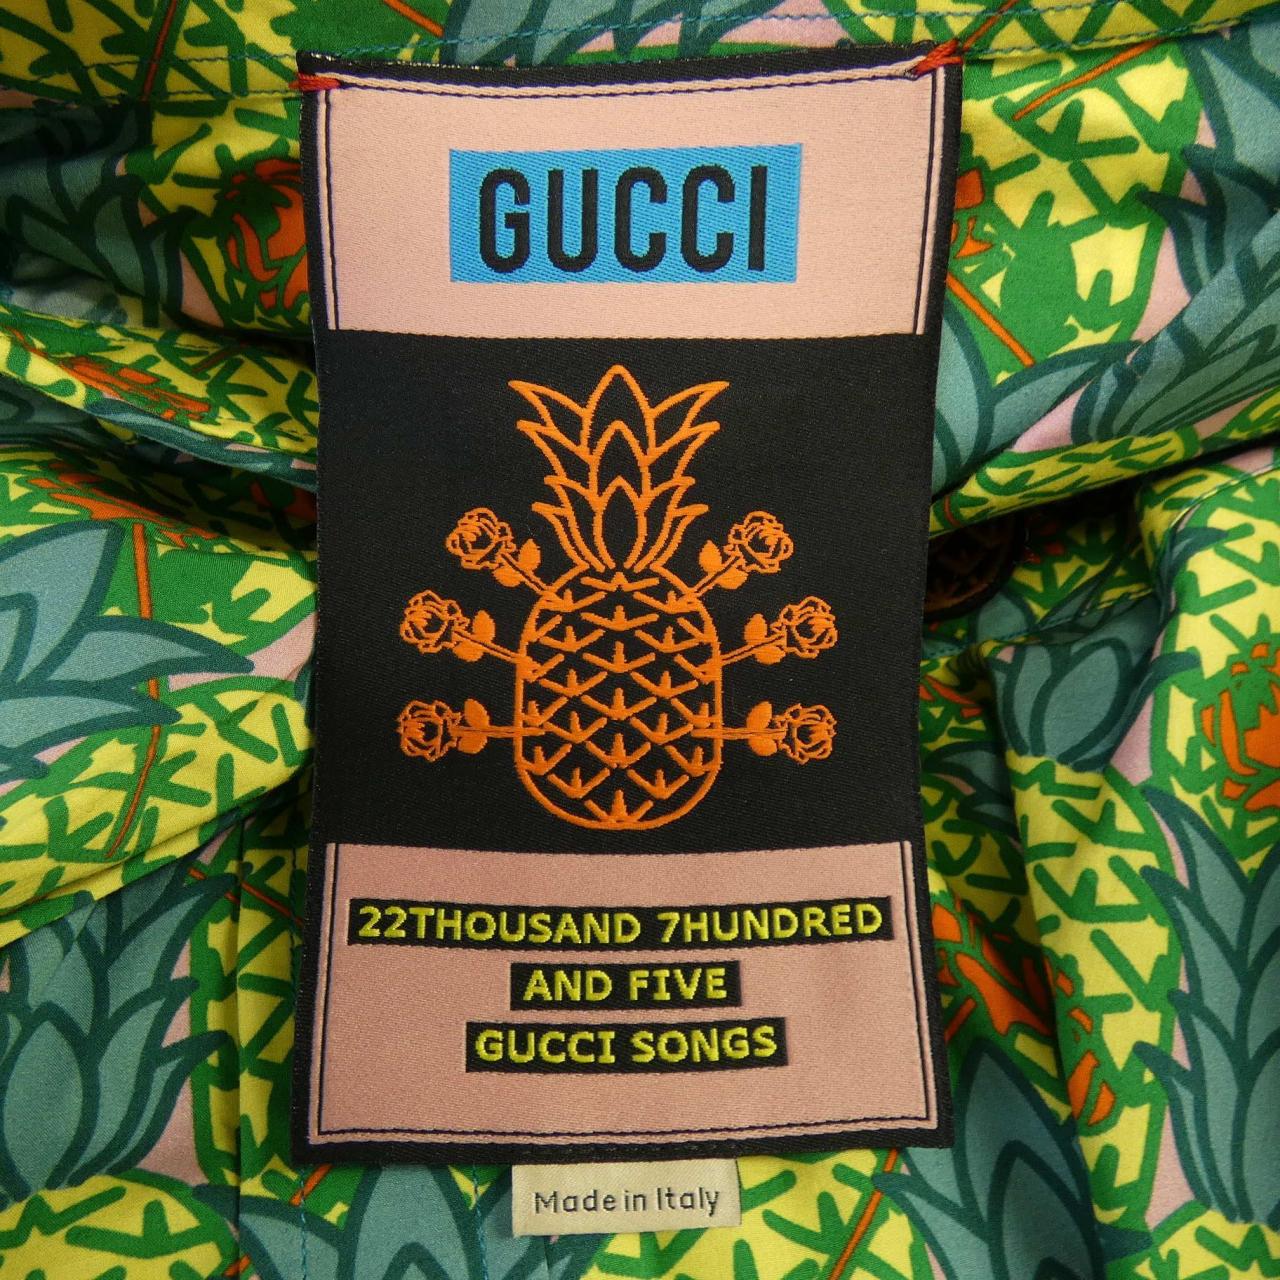 GUCCI
22THOUSAND 7HUNDRED
AND FIVE
GUCCI SONGS
Made in Italy